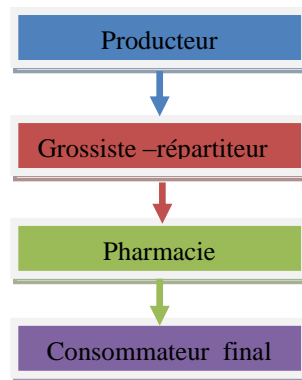 Producteur
Grossiste –répartiteur
Pharmacie
Consommateur final